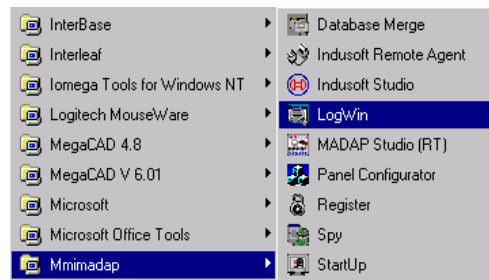 InterBase
Interleaf
Iomega Tools for Windows NT
Logitech MouseWare
MegaCAD 4.8
MegaCAD V 6.01
Microsoft
Microsoft Office Tools
Mmimadap
Database Merge
Indusoft Remote Agent
Indusoft Studio
LogWin
MADAP Studio (RT)
Panel Configurator
Register
Spy
StartUp